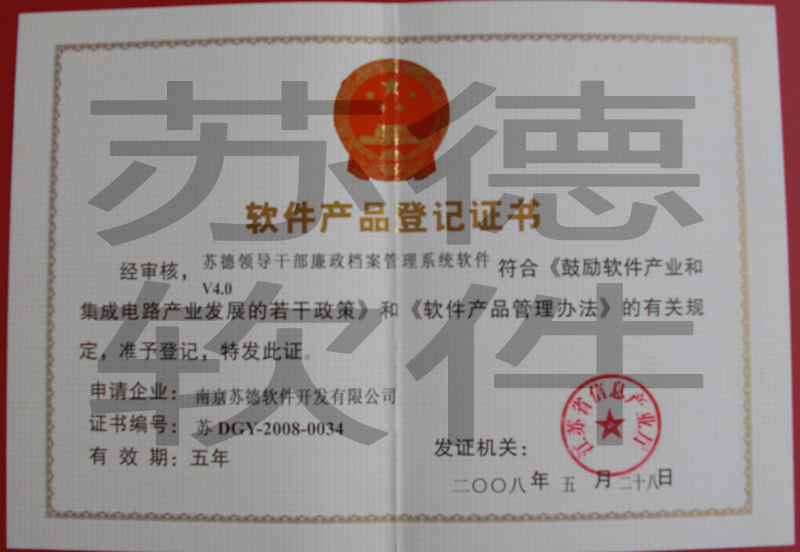 苏德
软件
软件产品登记证书
经审核，苏德领导干部廉政档案管理系统软件 符合《鼓励软件产业和
V4.0
集成电路产业发展的若干政策》和《软件产品管理办法》的有关规
定，准予登记，特发此证。
申请企业：南京苏德软件开发有限公司
证书编号：苏 DGY-2008-0034
有 效 期：五年
发证机关：
江苏省信息产业厅
二〇〇八年 五 月二十八日